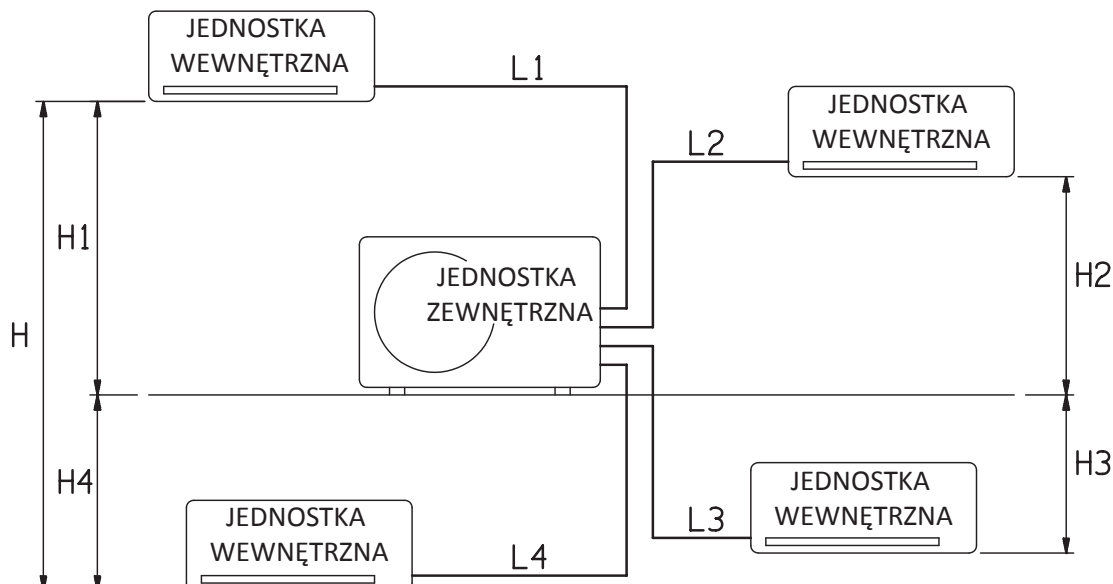 JEDNOSTKA
WEWNĘTRZNA
L1
JEDNOSTKA
WEWNĘTRZNA
L2
H1
JEDNOSTKA
ZEWNĘTRZNA
H2
H
H4
H3
JEDNOSTKA
WEWNĘTRZNA
L3
JEDNOSTKA
WEWNĘTRZNA
L4